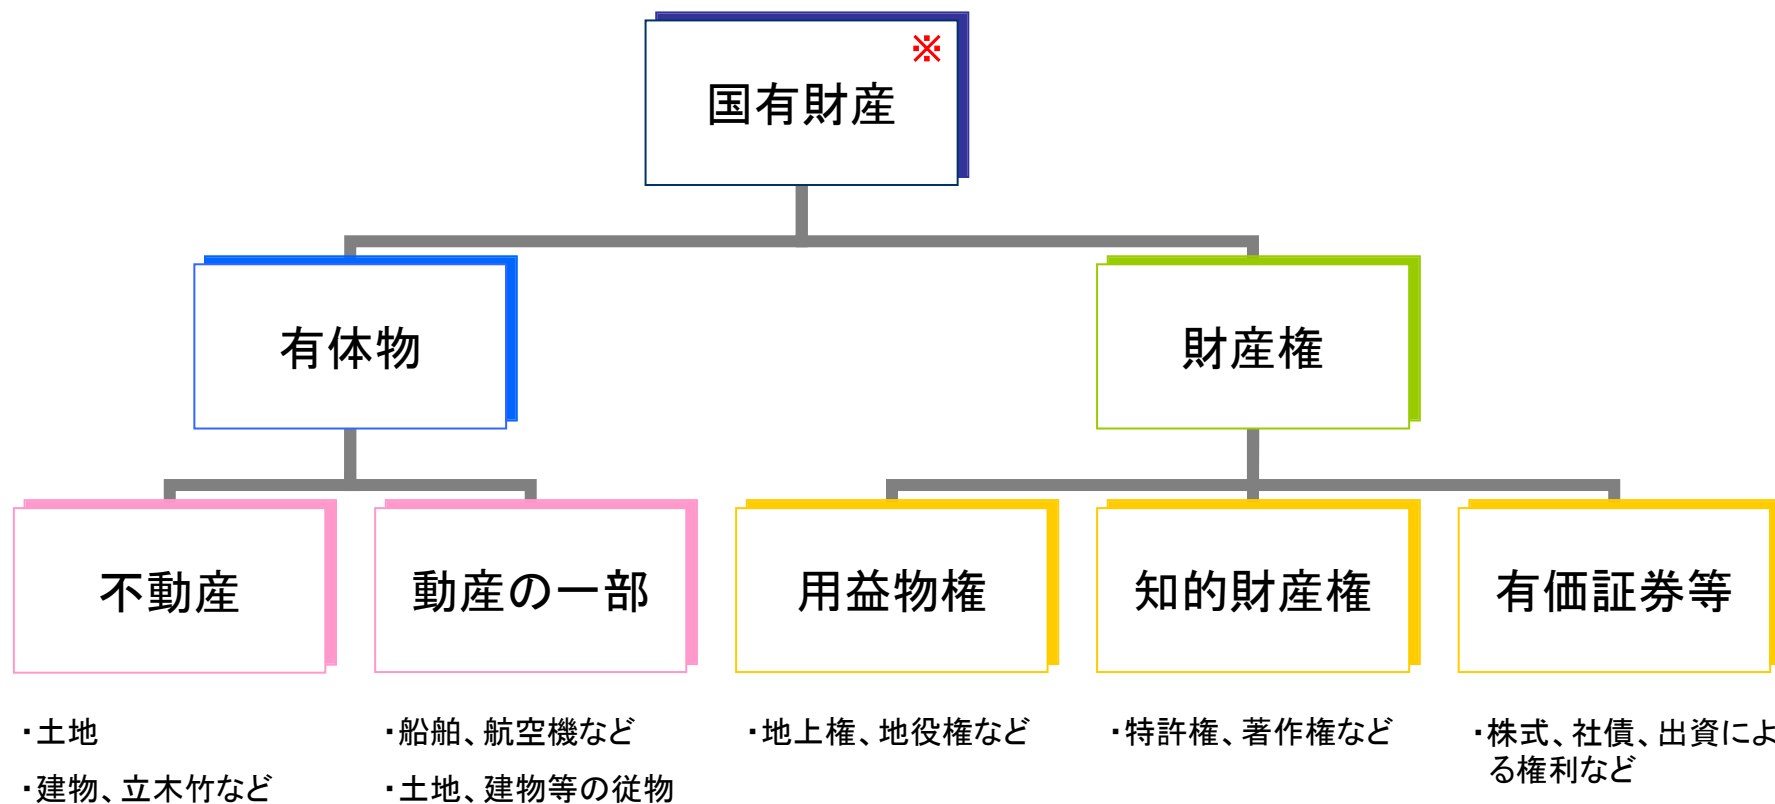 ※
国有財産
有体物
財産権
不動産
動産の一部
用益物権
知的財産権
有価証券等
・土地
・建物、立木竹など
・船舶、航空機など
・土地、建物等の従物
・地上権、地役権など
・特許権、著作権など
・株式、社債、出資によ
る権利など